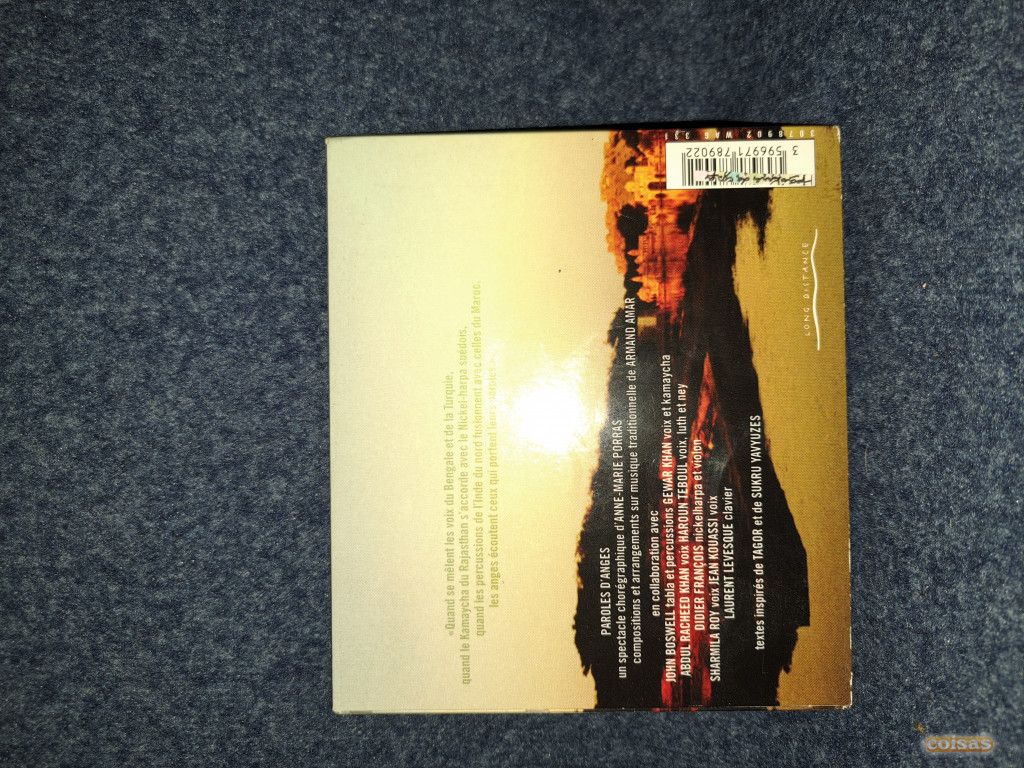 «Quand se mêlent les voix du Bengale et de la Turquie,
quand le Kamaycha du Rajasthan s'accorde avec le Nickel-harpa suédois,
quand les percussions de l'Inde du nord fusionnent avec celles du Maroc,
les anges écoutent ceux qui portent leurs paroles
PAROLES D'ANGES
un spectacle chorégraphique d'ANNE-MARIE PORRAS
compositions et arrangements sur musique traditionnelle de ARMAND AMAR
en collaboration avec
JOHN BOSWELL tabla et percussions GEWAR KHAN voix et kamaycha
ABDUL RACHEED KHAN voix HAROUN TEBOUL voix, luth et ney
DIDIER FRANÇOIS nickelharpa et violon
SHARMILA ROY voix JEAN KOUASSI voix
LAURENT LEVESQUE clavier
textes inspirés de TAGOR et de SUKRU YAVYUZES
3078902 WAG 331
3 596971 789022
LONG DISTANCE
coisas